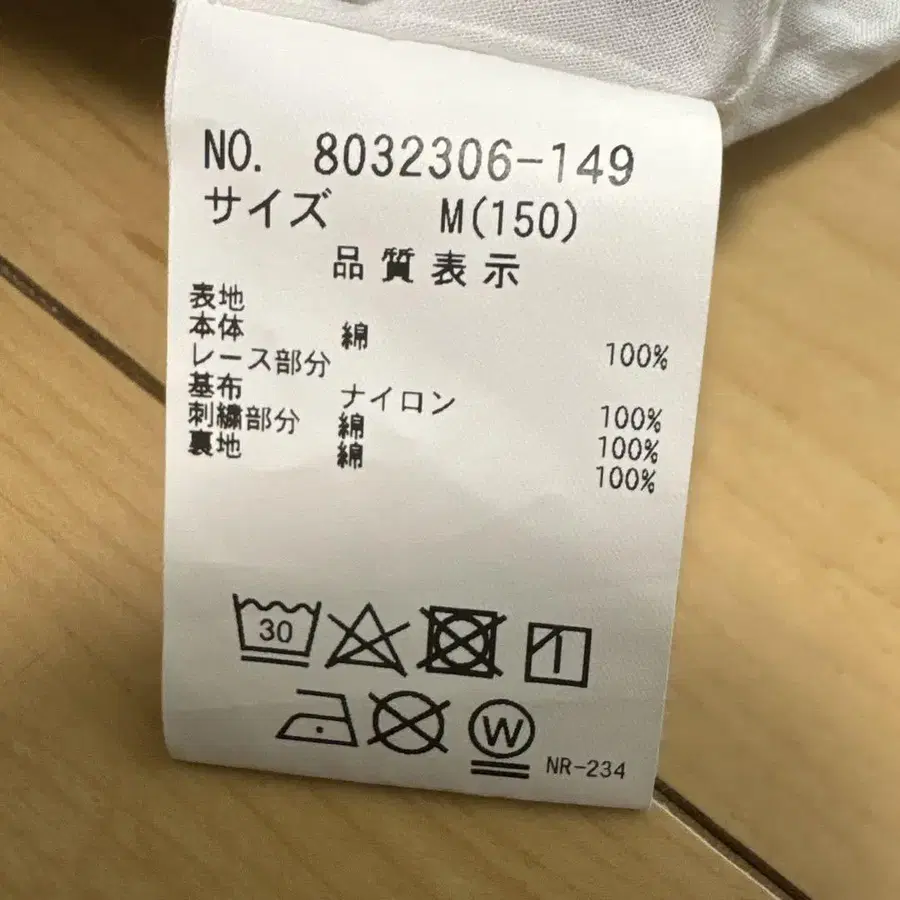 NO. 8032306-149
サイズ M(150)
品質表示
表地
本体 綿 100%
レース部分
基布 ナイロン 100%
刺繍部分 綿 100%
裏地 綿 100%
30
W
NR-234